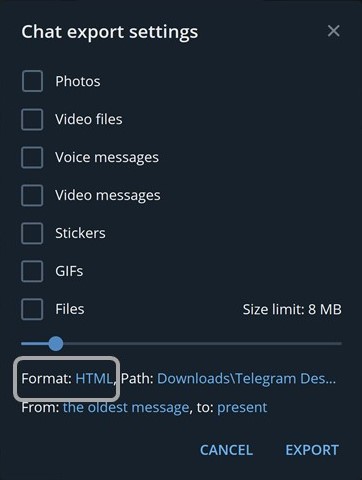 Chat export settings
Photos
Video files
Voice messages
Video messages
Stickers
GIFs
Files Size limit: 8 MB
Format: HTML, Path: Downloads\Telegram Des...
From: the oldest message, to: present
CANCEL EXPORT